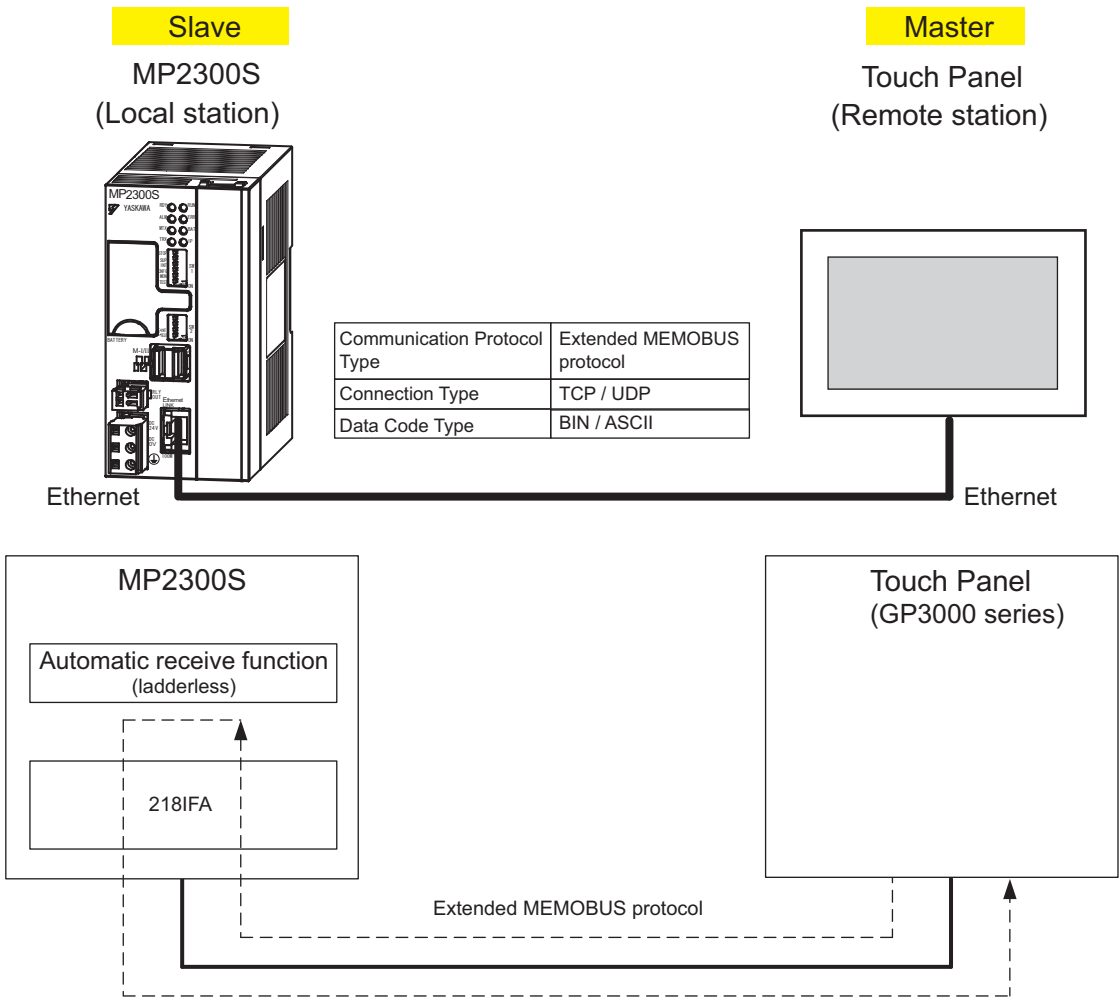 Slave
Master
MP2300S
(Local station)
Touch Panel
(Remote station)
MP2300S
YASKAWA
BATTERY
Communication Protocol Type
Extended MEMOBUS protocol
Connection Type
TCP / UDP
Data Code Type
BIN / ASCII
Ethernet
LINK
Ethernet
Ethernet
MP2300S
Automatic receive function
(ladderless)
218IFA
Touch Panel
(GP3000 series)
Extended MEMOBUS protocol